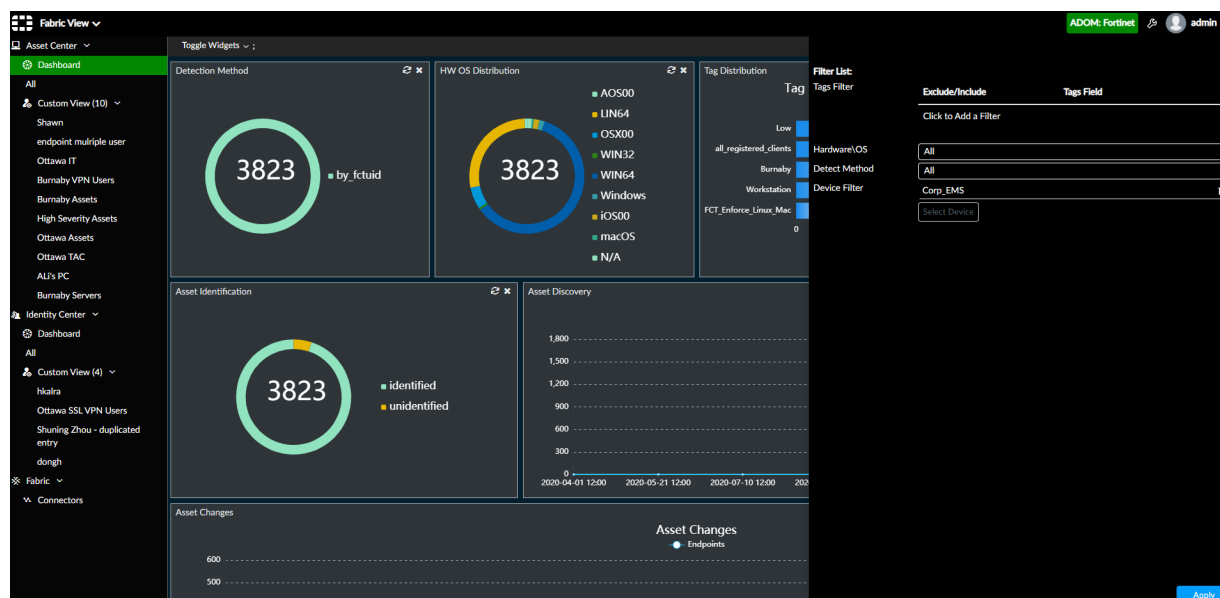 Fabric View
ADOM: Fortinet
admin
Asset Center
Dashboard
All
Custom View (10)
Shawn
endpoint mulriple user
Ottawa IT
Burnaby VPN Users
Burnaby Assets
High Severity Assets
Ottawa Assets
Ottawa TAC
ALi's PC
Burnaby Servers
Identity Center
Dashboard
All
Custom View (4)
hkalra
Ottawa SSL VPN Users
Shuning Zhou - duplicated
entry
dongh
Fabric
Connectors
Toggle Widgets ;
Detection Method
3823
by_fctuid
HW OS Distribution
3823
AOS00
LIN64
OSX00
WIN32
WIN64
Windows
iOS00
macOS
N/A
Tag Distribution
Tag
Low
all_registered_clients
Burnaby
Workstation
FCT_Enforce_Linux_Mac
0
Asset Identification
3823
identified
unidentified
Asset Discovery
1,800
1,500
1,200
900
600
300
0
2020-04-01 12:00 2020-05-21 12:00 2020-07-10 12:00 202
Asset Changes
Asset Changes
Endpoints
600
500
Filter List:
Tags Filter
Exclude/Include Tags Field
Click to Add a Filter
Hardware\OS All
Detect Method All
Device Filter Corp_EMS
Select Device
Apply